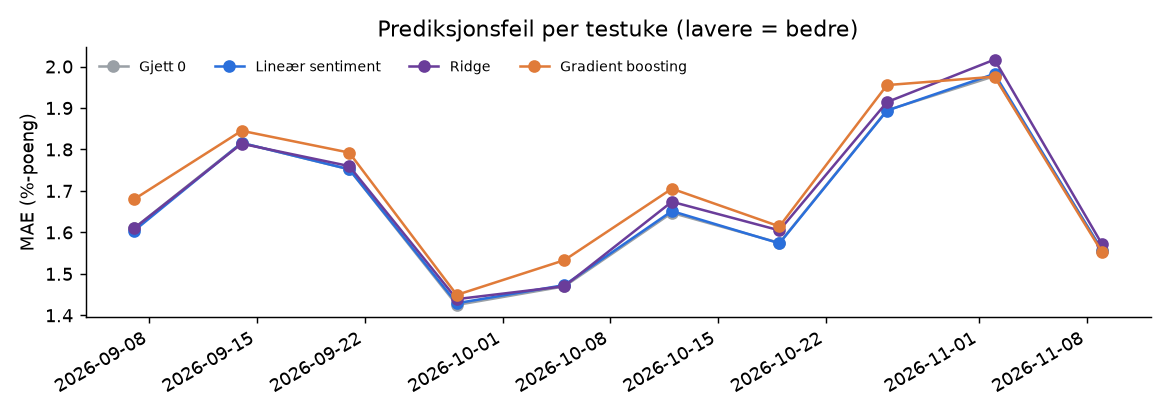 Prediksjonsfeil per testuke (lavere = bedre)
Gjett 0 Lineær sentiment Ridge Gradient boosting
MAE (%-poeng)
2.0
1.9
1.8
1.7
1.6
1.5
1.4
2026-09-08 2026-09-15 2026-09-22 2026-10-01 2026-10-08 2026-10-15 2026-10-22 2026-11-01 2026-11-08